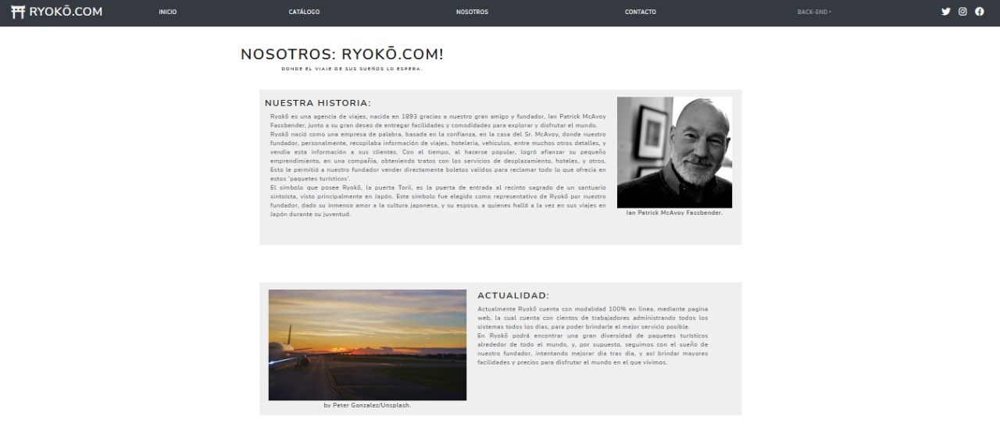 RYOKŌ.COM
INICIO
CATÁLOGO
NOSOTROS
CONTACTO
BACK-END
NOSOTROS: RYOKŌ.COM!
DONDE EL VIAJE DE SUS SUEÑOS LO ESPERA.
NUESTRA HISTORIA:
Ryokō es una agencia de viajes, nacida en 1893 gracias a nuestro gran amigo y fundador, Ian Patrick McAvoy
Fassbender, junto a su gran deseo de entregar facilidades y comodidades para explorar y disfrutar el mundo.
Ryokō nació como una empresa de palabra, basada en la confianza, en la casa del Sr. McAvoy, donde nuestro
fundador, personalmente, recopilaba información de viajes, hoteleria, vehiculos, entre muchos otros detalles, y
vendia esta información a sus clientes. Con el tiempo, al hacerse popular, logró afianzar su pequeño
emprendimiento, en una compañia, obteniendo tratos con los servicios de desplazamiento, hoteles, y otros.
Esto le permitió a nuestro fundador vender directamente boletos validos para reclamar todo lo que ofrecia en
estos 'paquetes turísticos'.
El simbolo que posee Ryokō, la puerta Torii, es la puerta de entrada al recinto sagrado de un santuario
sintoísta, visto principalmente en Japón. Este simbolo fue elegido como representativo de Ryokō por nuestro
fundador, dado su inmenso amor a la cultura japonesa, y su esposa, a quienes halló a la vez en sus viajes en
Japón durante su juventud.
Ian Patrick McAvoy Fassbender.
ACTUALIDAD:
Actualmente Ryokō cuenta con modalidad 100% en linea, mediante pagina
web, la cual cuenta con cientos de trabajadores administrando todos los
sistemas todos los dias, para poder brindarle el mejor servicio posible.
En Ryokō podrá encontrar una gran diversidad de paquetes turísticos
alrededor de todo el mundo, y, por supuesto, seguimos con el sueño de
nuestro fundador, intentando mejorar dia tras dia, y así brindar mayores
facilidades y precios para disfrutar el mundo en el que vivimos.
by Peter Gonzalez/Unsplash.